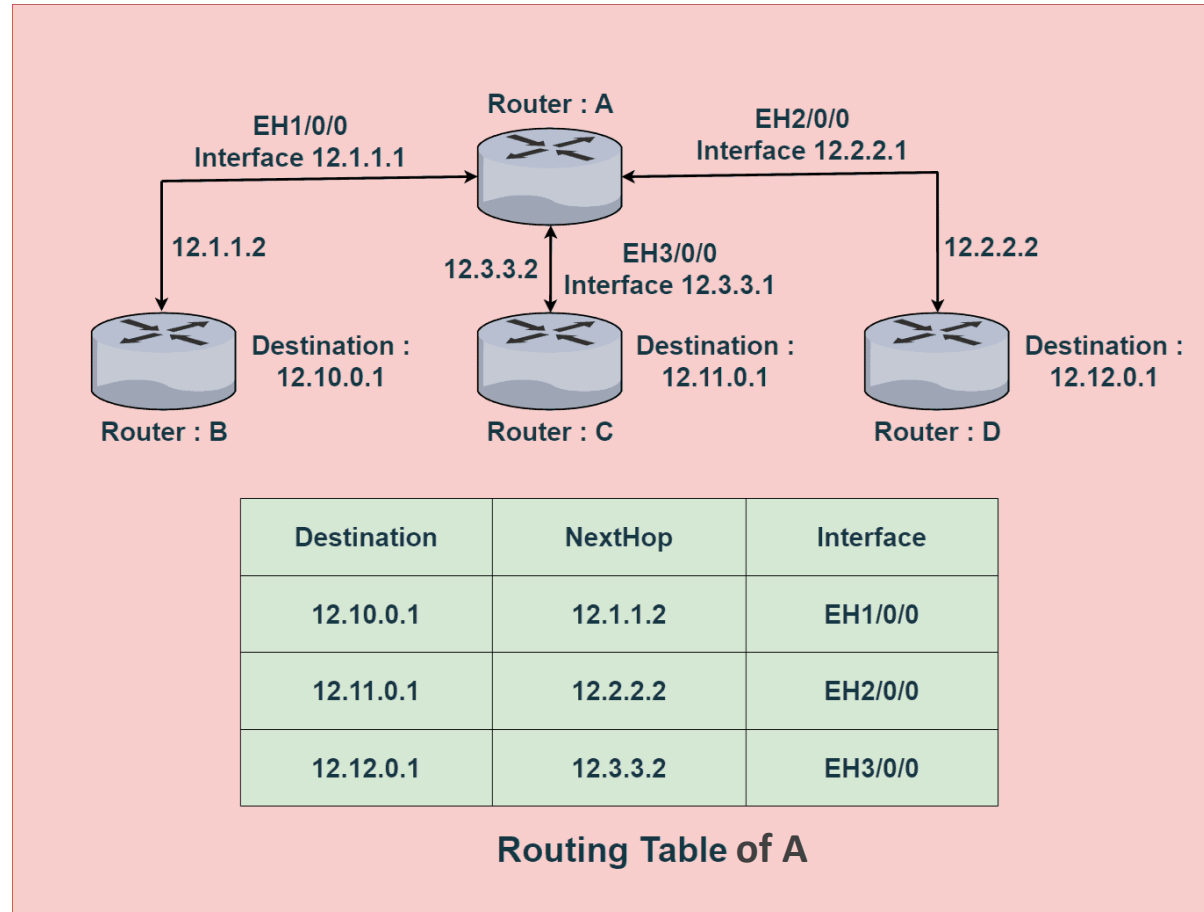 Router : A
EH1/0/0
Interface 12.1.1.1
EH2/0/0
Interface 12.2.2.1
12.1.1.2
12.3.3.2
EH3/0/0
Interface 12.3.3.1
12.2.2.2
Destination :
12.10.0.1
Destination :
12.11.0.1
Destination :
12.12.0.1
Router : B
Router : C
Router : D
Destination NextHop Interface
12.10.0.1 12.1.1.2 EH1/0/0
12.11.0.1 12.2.2.2 EH2/0/0
12.12.0.1 12.3.3.2 EH3/0/0
Routing Table of A